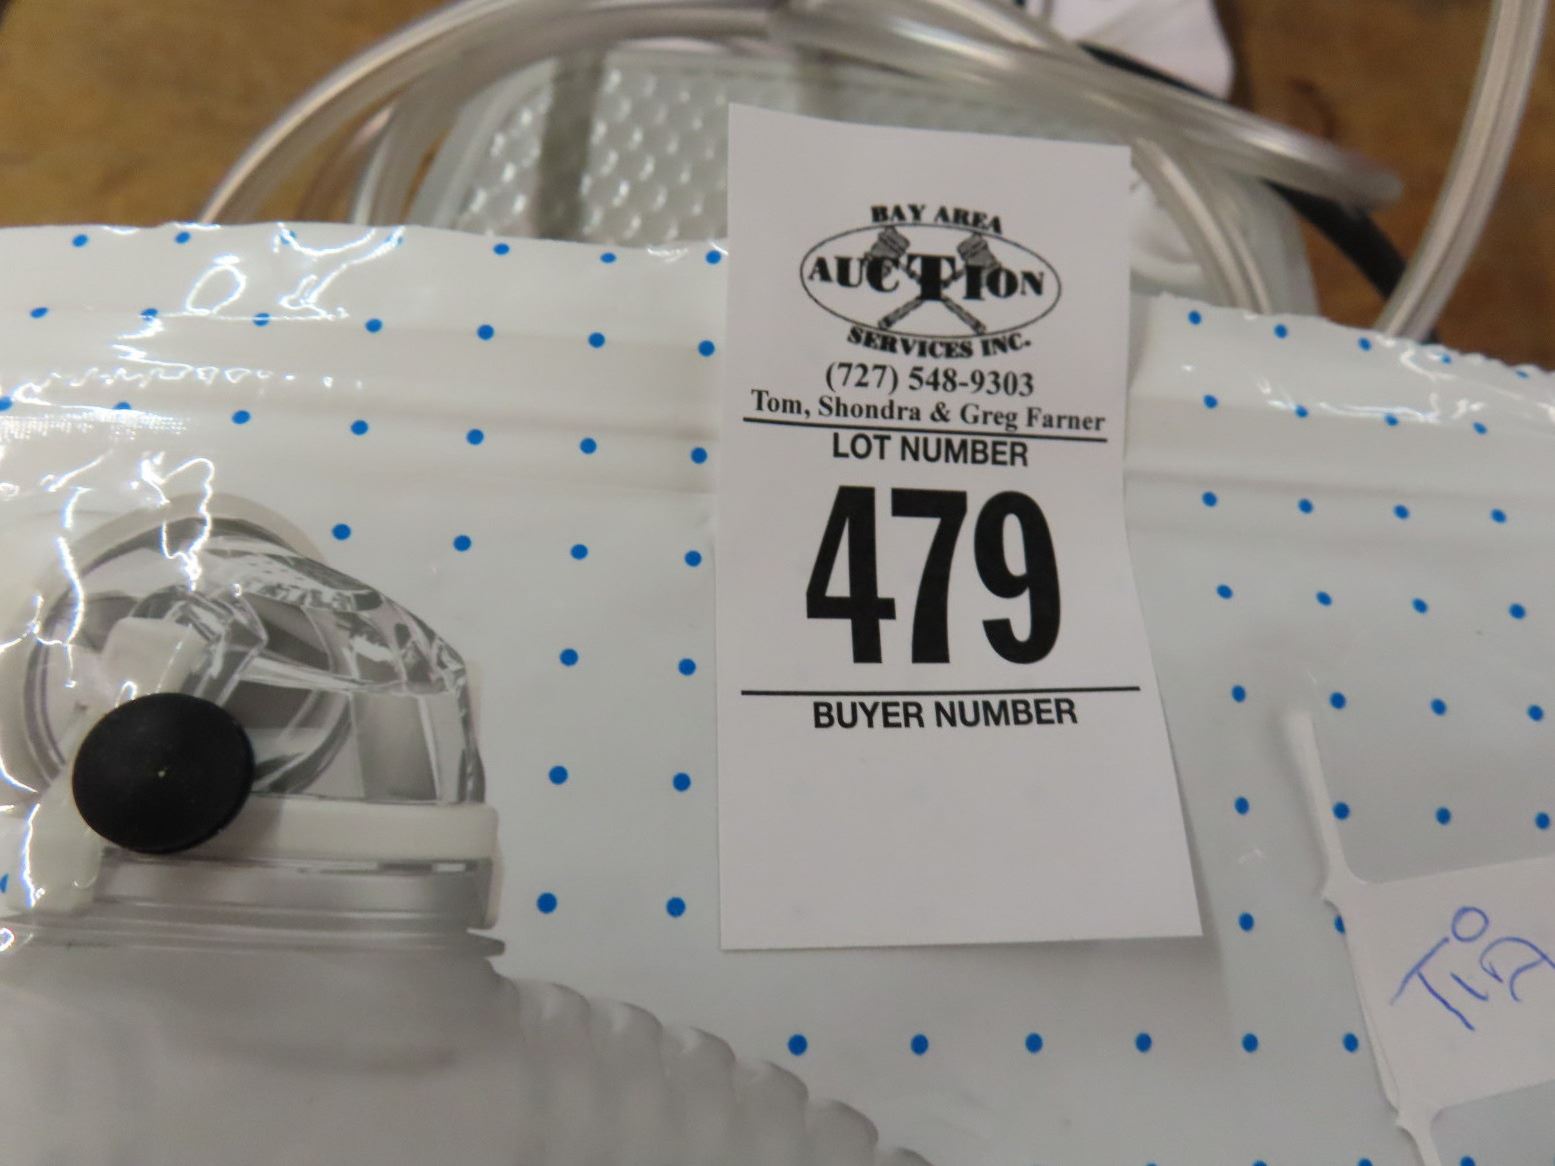 BAY AREA
AUCTION
SERVICES INC.
(727) 548-9303
Tom, Shondra & Greg Farner
LOT NUMBER
479
BUYER NUMBER